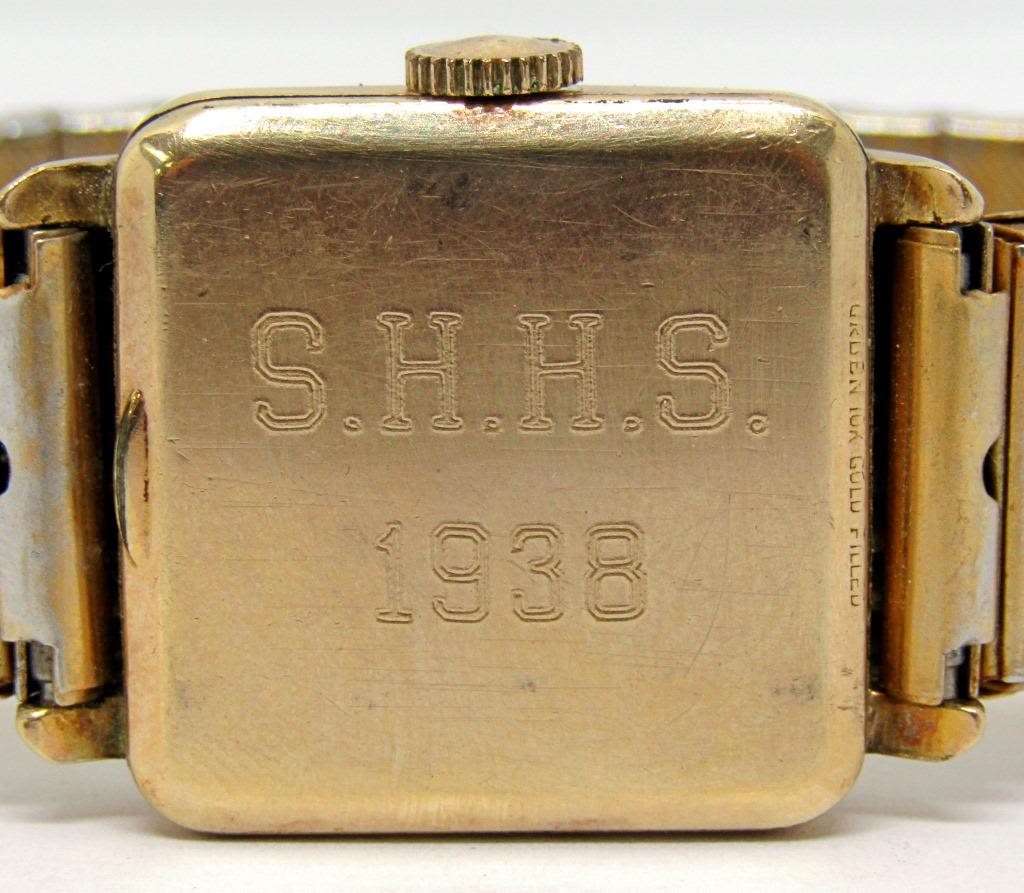 S.H.H.S.
1938
GRUEN 10K GOLD FILLED